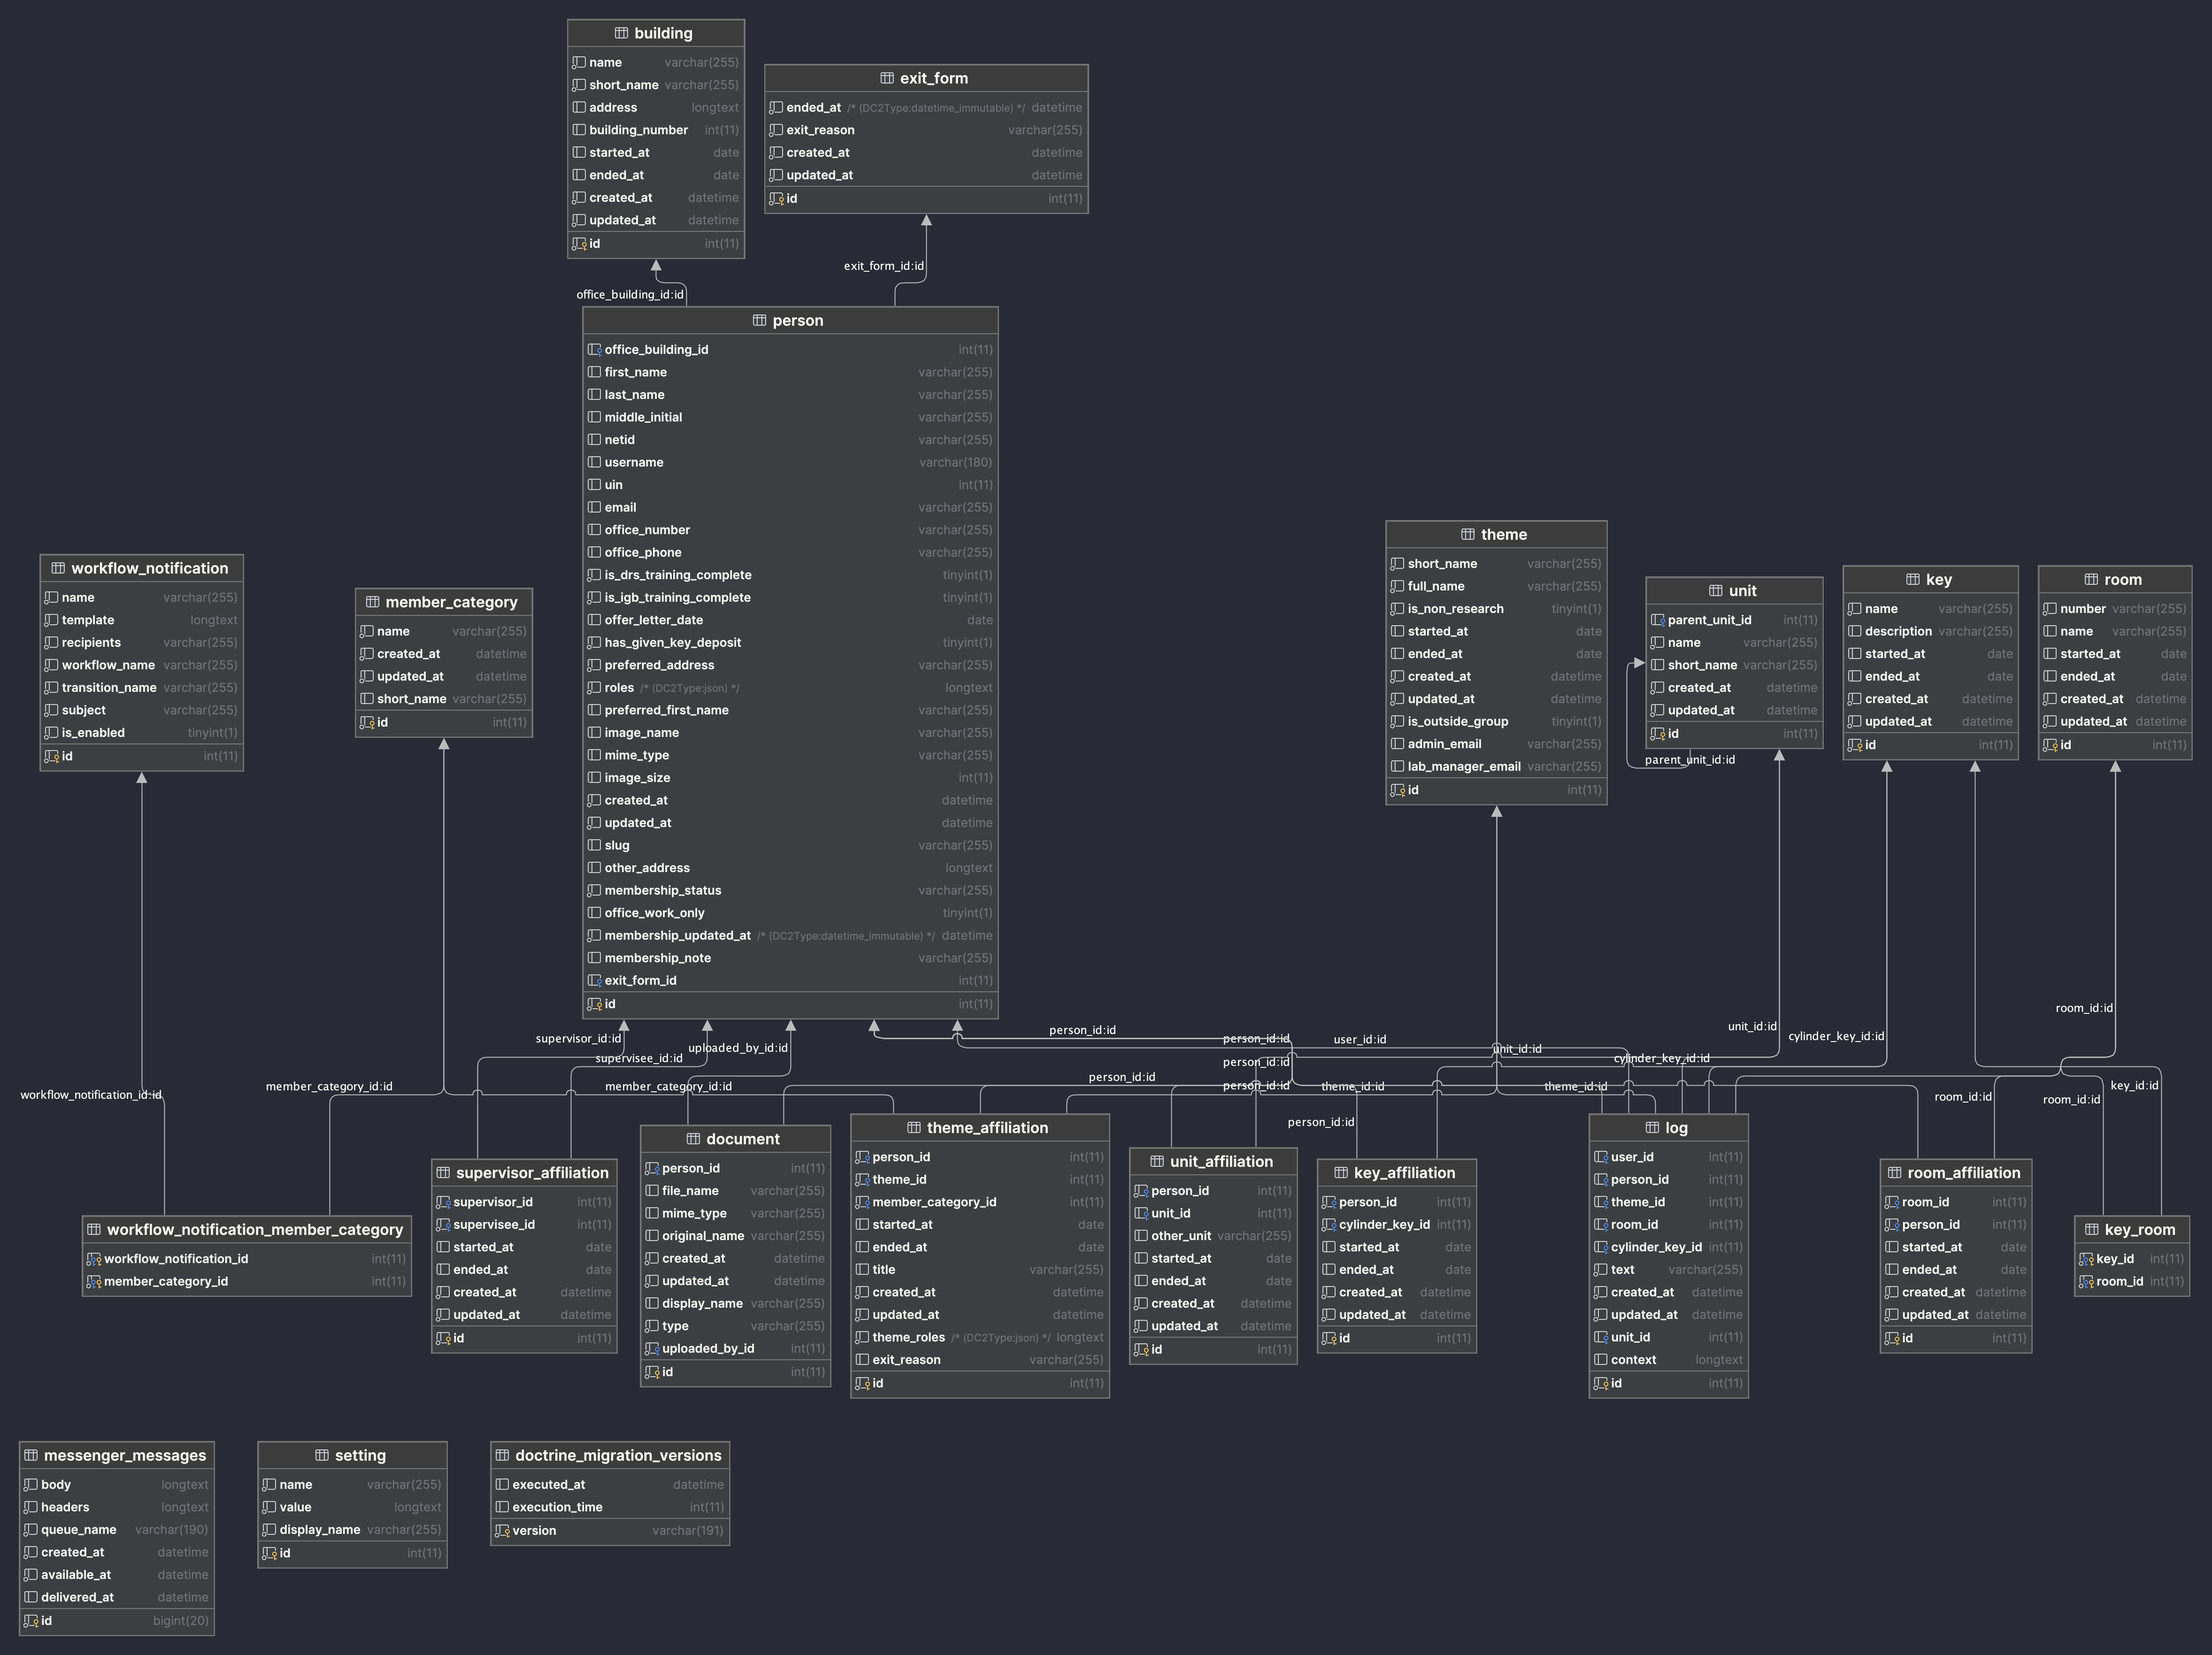 building
name varchar(255)
short_name varchar(255)
address longtext
building_number int(11)
started_at date
ended_at date
created_at datetime
updated_at datetime
id int(11)
exit_form
ended_at /* (DC2Type:datetime_immutable) */ datetime
exit_reason varchar(255)
created_at datetime
updated_at datetime
id int(11)
exit_form_id:id
office_building_id:id
person
office_building_id int(11)
first_name varchar(255)
last_name varchar(255)
middle_initial varchar(255)
netid varchar(255)
username varchar(180)
uin int(11)
email varchar(255)
office_number varchar(255)
office_phone varchar(255)
is_drs_training_complete tinyint(1)
is_igb_training_complete tinyint(1)
offer_letter_date date
has_given_key_deposit tinyint(1)
preferred_address varchar(255)
roles /* (DC2Type:json) */ longtext
preferred_first_name varchar(255)
image_name varchar(255)
mime_type varchar(255)
image_size int(11)
created_at datetime
updated_at datetime
slug varchar(255)
other_address longtext
membership_status varchar(255)
office_work_only tinyint(1)
membership_updated_at /* (DC2Type:datetime_immutable) */ datetime
membership_note varchar(255)
exit_form_id int(11)
id int(11)
workflow_notification
name varchar(255)
template longtext
recipients varchar(255)
workflow_name varchar(255)
transition_name varchar(255)
subject varchar(255)
is_enabled tinyint(1)
id int(11)
member_category
name varchar(255)
created_at datetime
updated_at datetime
short_name varchar(255)
id int(11)
theme
short_name varchar(255)
full_name varchar(255)
is_non_research tinyint(1)
started_at date
ended_at date
created_at datetime
updated_at datetime
is_outside_group tinyint(1)
admin_email varchar(255)
lab_manager_email varchar(255)
id int(11)
unit
parent_unit_id int(11)
name varchar(255)
short_name varchar(255)
created_at datetime
updated_at datetime
id int(11)
parent_unit_id:id
key
name varchar(255)
description varchar(255)
started_at date
ended_at date
created_at datetime
updated_at datetime
id int(11)
room
number varchar(255)
name varchar(255)
started_at date
ended_at date
created_at datetime
updated_at datetime
id int(11)
room_id:id
unit_id:id
person_id:id
cylinder_key_id:id
supervisor_id:id
person_id:id
user_id:id
uploaded_by_id:id
unit_id:id
supervisee_id:id
cylinder_key_id:id
person_id:id
person_id:id
member_category_id:id
member_category_id:id
person_id:id
theme_id:id
theme_id:id
key_id:id
workflow_notification_id:id
room_id:id
room_id:id
person_id:id
workflow_notification_member_category
workflow_notification_id int(11)
member_category_id int(11)
supervisor_affiliation
supervisor_id int(11)
supervisee_id int(11)
started_at date
ended_at date
created_at datetime
updated_at datetime
id int(11)
document
person_id int(11)
file_name varchar(255)
mime_type varchar(255)
original_name varchar(255)
created_at datetime
updated_at datetime
display_name varchar(255)
type varchar(255)
uploaded_by_id int(11)
id int(11)
theme_affiliation
person_id int(11)
theme_id int(11)
member_category_id int(11)
started_at date
ended_at date
title varchar(255)
created_at datetime
updated_at datetime
theme_roles /* (DC2Type:json) */ longtext
exit_reason varchar(255)
id int(11)
unit_affiliation
person_id int(11)
unit_id int(11)
other_unit varchar(255)
started_at date
ended_at date
created_at datetime
updated_at datetime
id int(11)
key_affiliation
person_id int(11)
cylinder_key_id int(11)
started_at date
ended_at date
created_at datetime
updated_at datetime
id int(11)
log
user_id int(11)
person_id int(11)
theme_id int(11)
room_id int(11)
cylinder_key_id int(11)
text varchar(255)
created_at datetime
updated_at datetime
unit_id int(11)
context longtext
id int(11)
room_affiliation
room_id int(11)
person_id int(11)
started_at date
ended_at date
created_at datetime
updated_at datetime
id int(11)
key_room
key_id int(11)
room_id int(11)
messenger_messages
body longtext
headers longtext
queue_name varchar(190)
created_at datetime
available_at datetime
delivered_at datetime
id bigint(20)
setting
name varchar(255)
value longtext
display_name varchar(255)
id int(11)
doctrine_migration_versions
executed_at datetime
execution_time int(11)
version varchar(191)